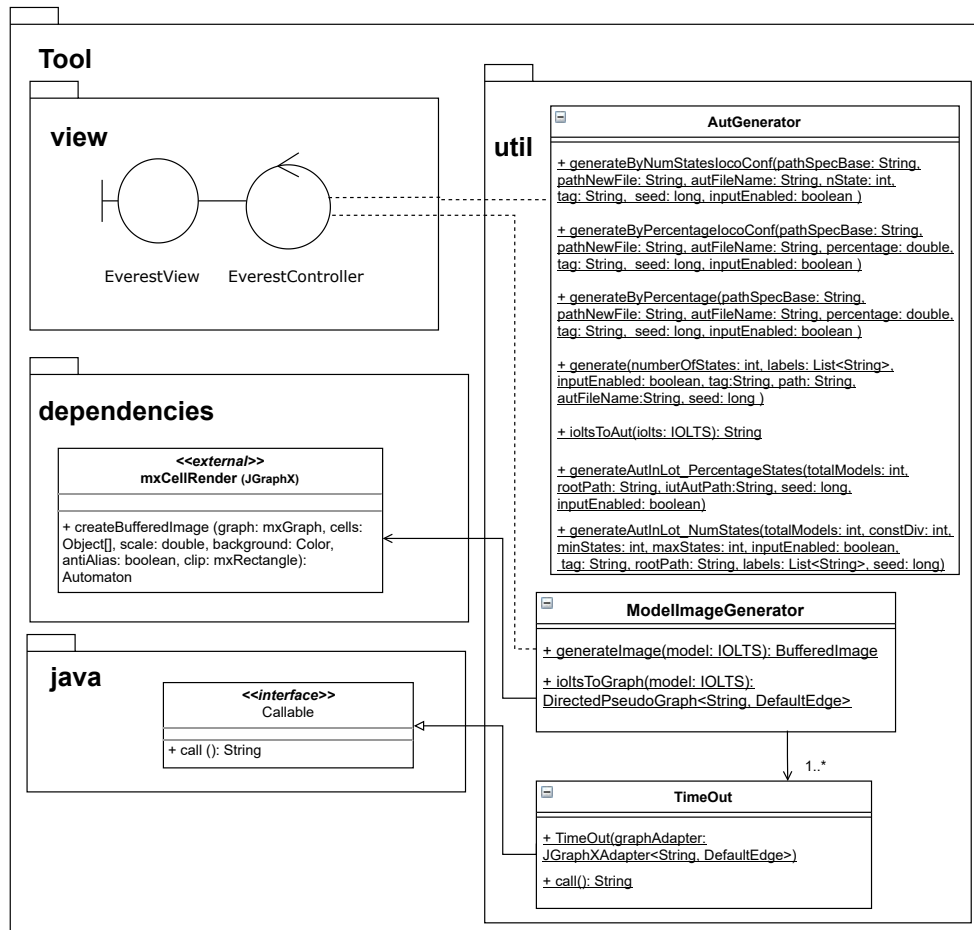 Tool
view
EverestView
EverestController
dependencies
<<external>>
mxCellRender (JGraphX)
+ createBufferedImage (graph: mxGraph, cells:
Object[], scale: double, background: Color,
antiAlias: boolean, clip: mxRectangle):
Automaton
java
<<interface>>
Callable
+ call (): String
util
AutGenerator
+ generateByNumStatesIocoConf(pathSpecBase: String,
pathNewFile: String, autFileName: String, nState: int,
tag: String, seed: long, inputEnabled: boolean )
+ generateByPercentageIocoConf(pathSpecBase: String,
pathNewFile: String, autFileName: String, percentage: double,
tag: String, seed: long, inputEnabled: boolean )
+ generateByPercentage(pathSpecBase: String,
pathNewFile: String, autFileName: String, percentage: double,
tag: String, seed: long, inputEnabled: boolean )
+ generate(numberOfStates: int, labels: List<String>,
inputEnabled: boolean, tag:String, path: String,
autFileName:String, seed: long )
+ ioltsToAut(iolts: IOLTS): String
+ generateAutInLot_PercentageStates(totalModels: int,
rootPath: String, iutAutPath:String, seed: long,
inputEnabled: boolean)
+ generateAutInLot_NumStates(totalModels: int, constDiv: int,
minStates: int, maxStates: int, inputEnabled: boolean,
tag: String, rootPath: String, labels: List<String>, seed: long)
ModelImageGenerator
+ generateImage(model: IOLTS): BufferedImage
+ ioltsToGraph(model: IOLTS):
DirectedPseudoGraph<String, DefaultEdge>
1..*
TimeOut
+ TimeOut(graphAdapter:
JGraphXAdapter<String, DefaultEdge>)
+ call(): String